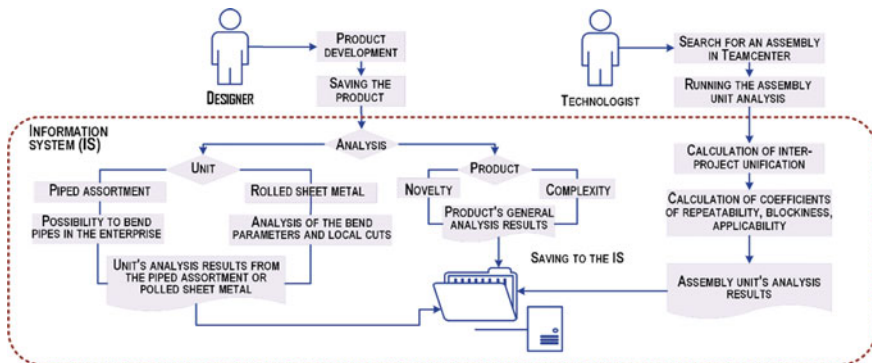 PRODUCT
DEVELOPMENT
SAVING THE
PRODUCT
DESIGNER
SEARCH FOR AN ASSEMBLY
IN TEAMCENTER
RUNNING THE ASSEMBLY
UNIT ANALYSIS
TECHNOLOGIST
INFORMATION
SYSTEM (IS)
ANALYSIS
UNIT
PRODUCT
PIPED ASSORTMENT
ROLLED SHEET METAL
NOVELTY
COMPLEXITY
POSSIBILITY TO BEND
PIPES IN THE ENTERPRISE
ANALYSIS OF THE BEND
PARAMETERS AND LOCAL CUTS
PRODUCT'S GENERAL
ANALYSIS RESULTS
UNIT'S ANALYSIS RESULTS FROM
THE PIPED ASSORTMENT OR
POLLED SHEET METAL
SAVING TO THE IS
CALCULATION OF INTER-
PROJECT UNIFICATION
CALCULATION OF COEFFICIENTS
OF REPEATABILITY, BLOCKINESS,
APPLICABILITY
ASSEMBLY UNIT'S ANALYSIS
RESULTS